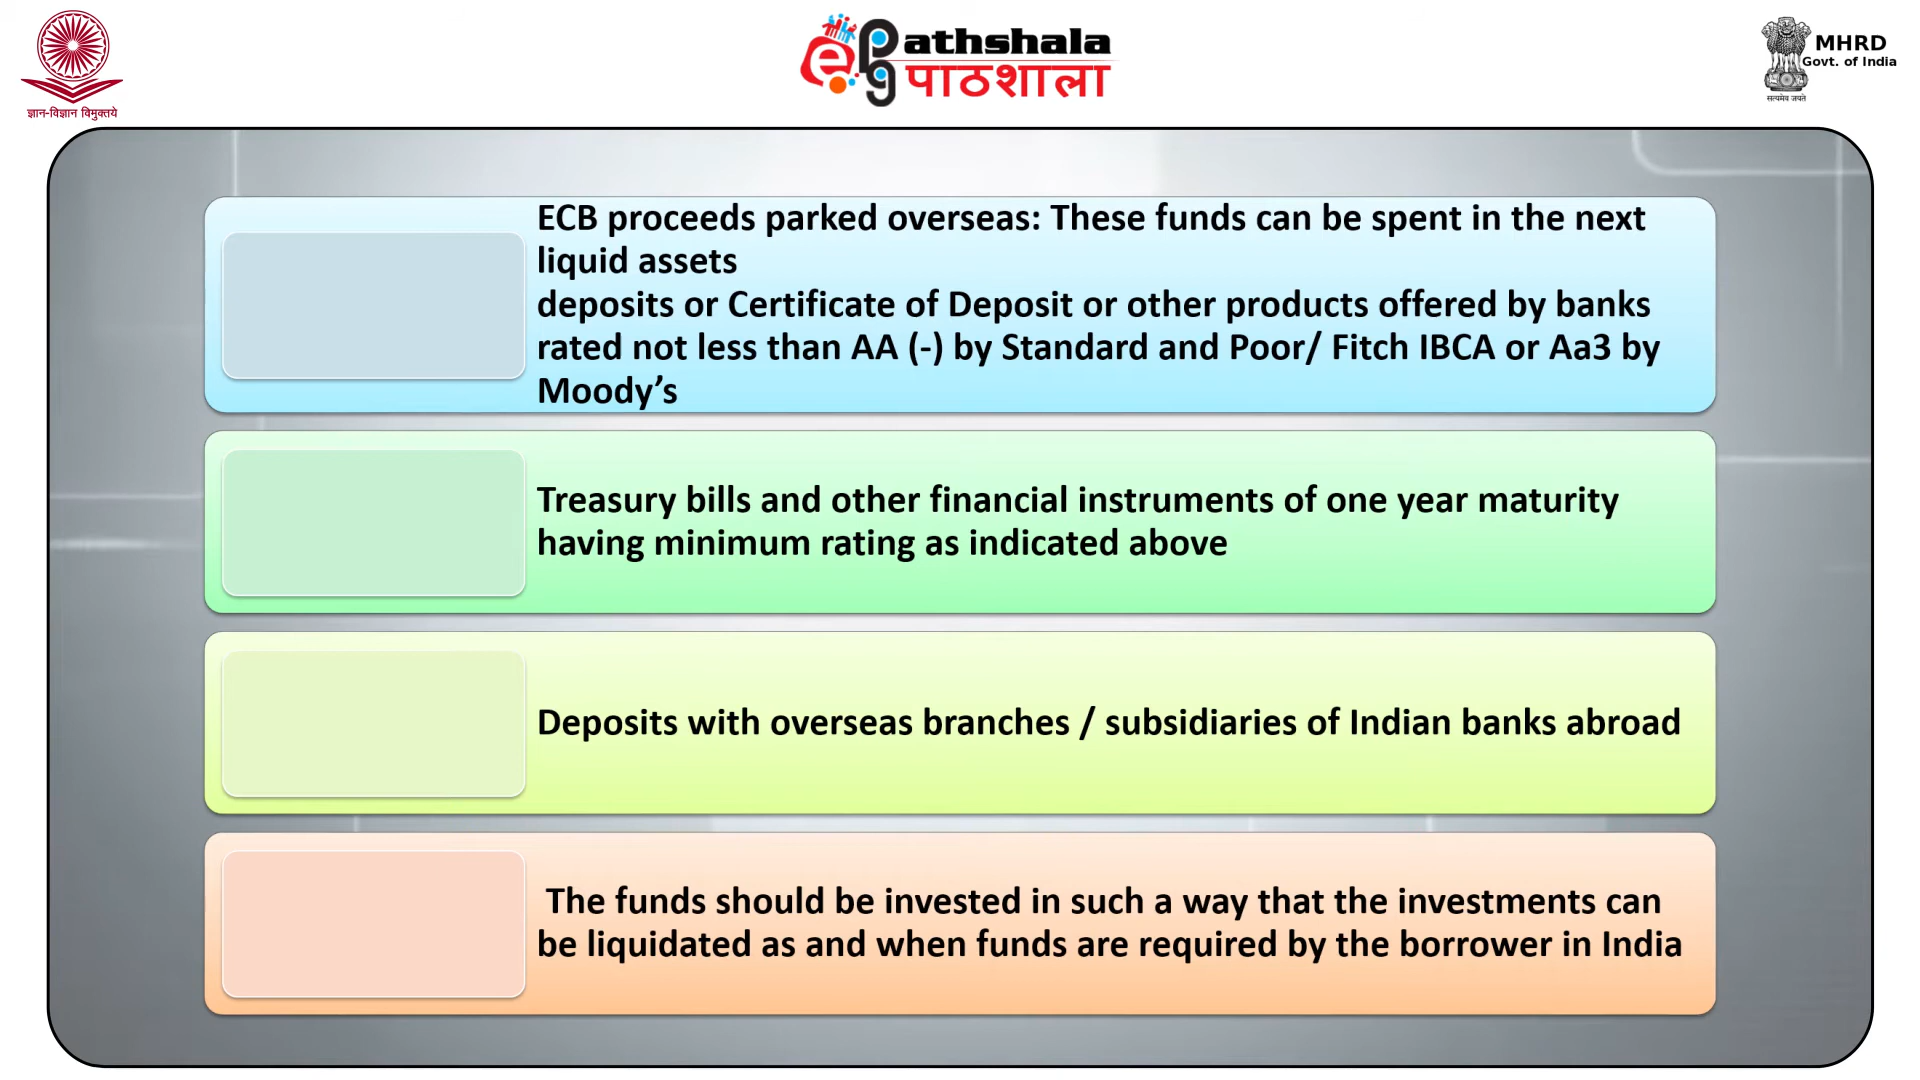 ज्ञान-विज्ञान विमुक्तये
e
pg
athshala
पाठशाला
सत्यमेव जयते
MHRD
Govt. of India
ECB proceeds parked overseas: These funds can be spent in the next
liquid assets
deposits or Certificate of Deposit or other products offered by banks
rated not less than AA (-) by Standard and Poor/ Fitch IBCA or Aa3 by
Moody’s
Treasury bills and other financial instruments of one year maturity
having minimum rating as indicated above
Deposits with overseas branches / subsidiaries of Indian banks abroad
The funds should be invested in such a way that the investments can
be liquidated as and when funds are required by the borrower in India